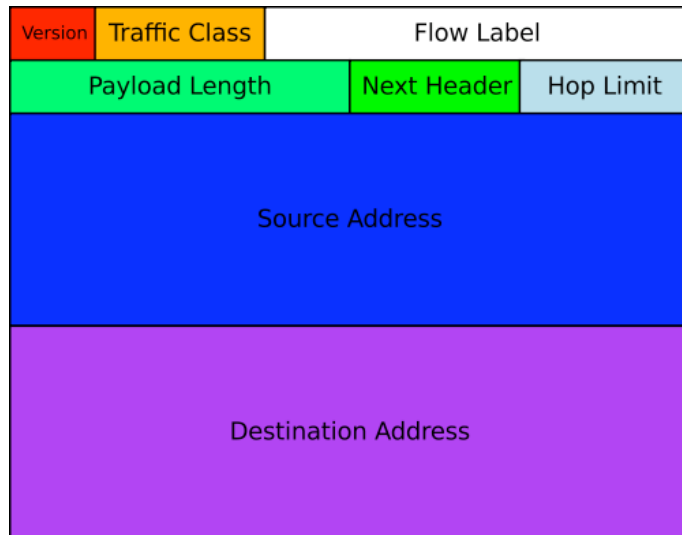 Version Traffic Class Flow Label
Payload Length Next Header Hop Limit
Source Address
Destination Address